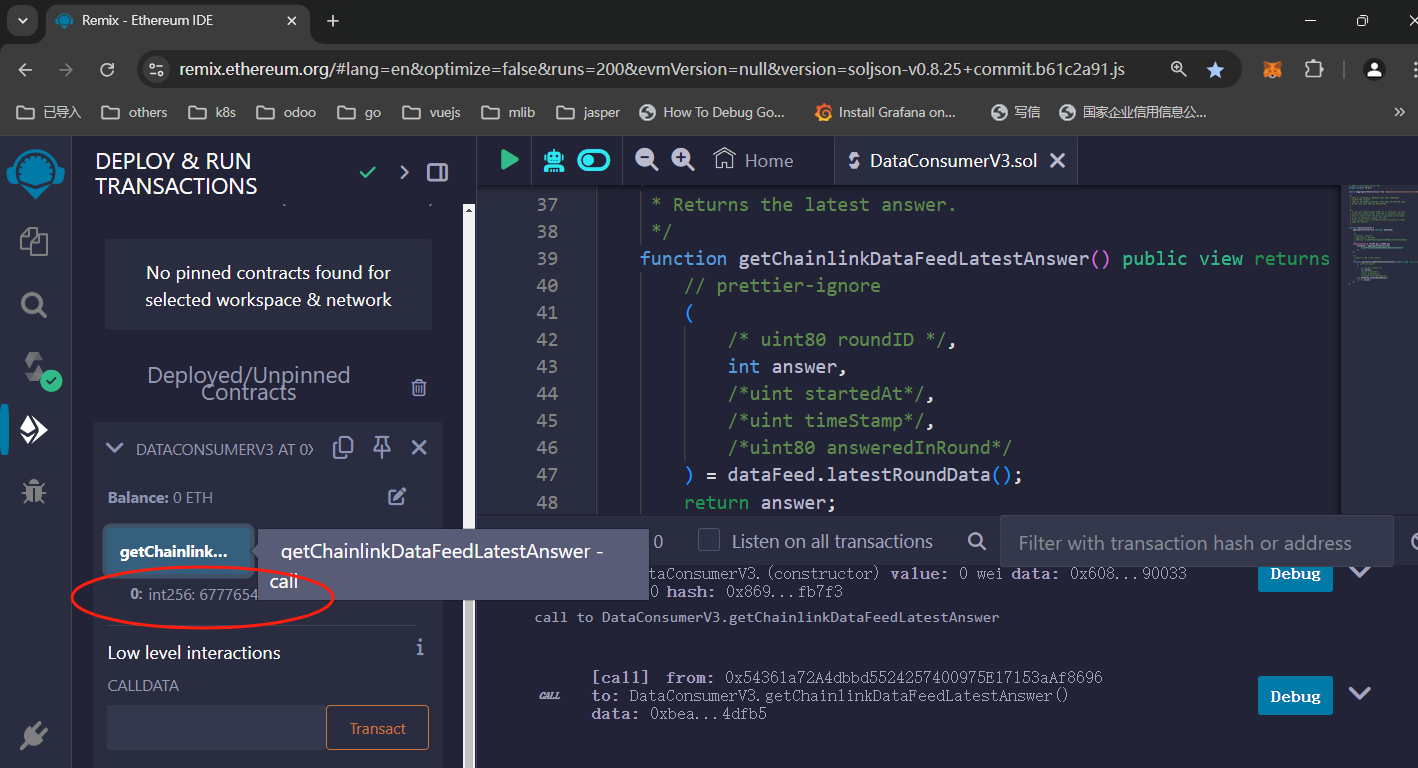 Remix - Ethereum IDE
remix.ethereum.org/#lang=en&optimize=false&runs=200&evmVersion=null&version=soljson-v0.8.25+commit.b61c2a91.js
已导入 others k8s odoo go vuejs mlib jasper How To Debug Go... Install Grafana on... 写信 国家企业信用信息公...
DEPLOY & RUN
TRANSACTIONS
Home
DataConsumerV3.sol
No pinned contracts found for
selected workspace & network
Deployed/Unpinned
Contracts
DATACONSUMERV3 AT 0X
Balance: 0 ETH
getChainlink...
getChainlinkDataFeedLatestAnswer -
call
0: int256: 6777654
Low level interactions
i
CALLDATA
Transact
37 * Returns the latest answer.
38 */
39 function getChainlinkDataFeedLatestAnswer() public view returns
40 // prettier-ignore
41 (
42 /* uint80 roundID */,
43 int answer,
44 /*uint startedAt*/,
45 /*uint timeStamp*/,
46 /*uint80 answeredInRound*/
47 ) = dataFeed.latestRoundData();
48 return answer;
0 Listen on all transactions Filter with transaction hash or address
taConsumerV3.(constructor) value: 0 wei data: 0x608...90033
0 hash: 0x869...fb7f3
Debug
call to DataConsumerV3.getChainlinkDataFeedLatestAnswer
CALL
[call] from: 0x54361a72A4dbbd5524257400975E17153aAf8696
to: DataConsumerV3.getChainlinkDataFeedLatestAnswer()
data: 0xbea...4dfb5
Debug